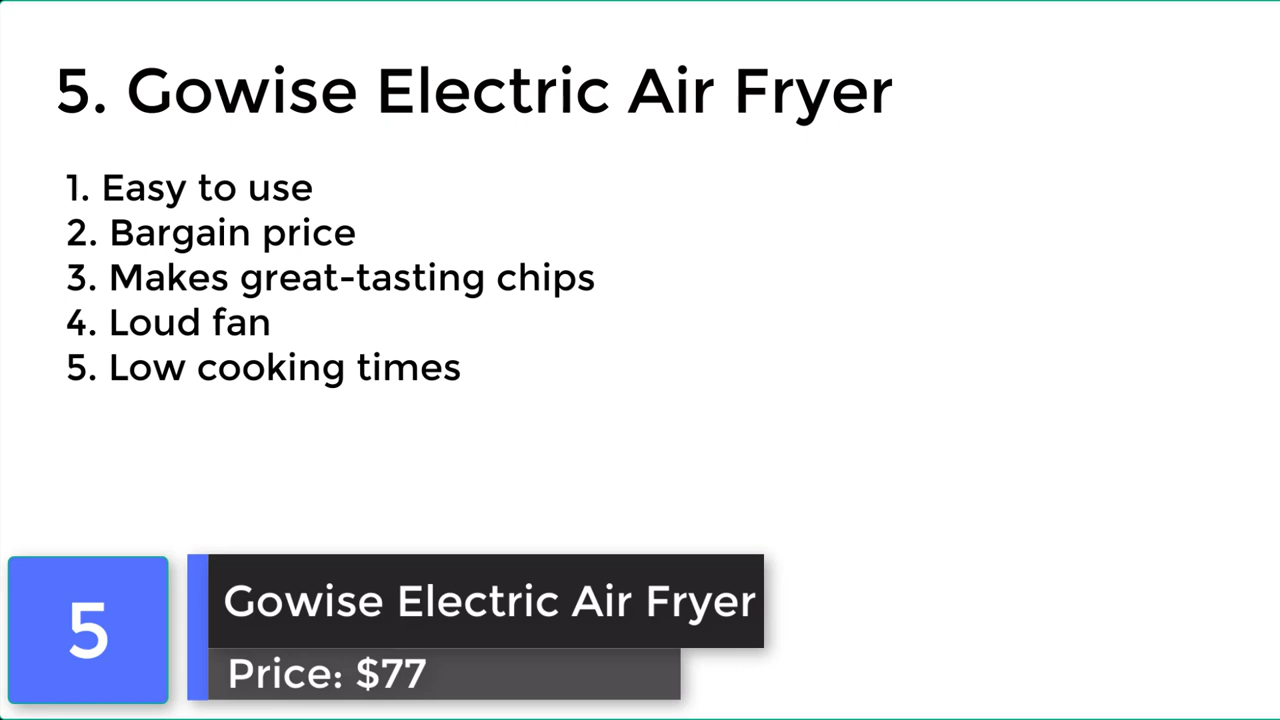 5. Gowise Electric Air Fryer
1. Easy to use
2. Bargain price
3. Makes great-tasting chips
4. Loud fan
5. Low cooking times
5
Gowise Electric Air Fryer
Price: $77